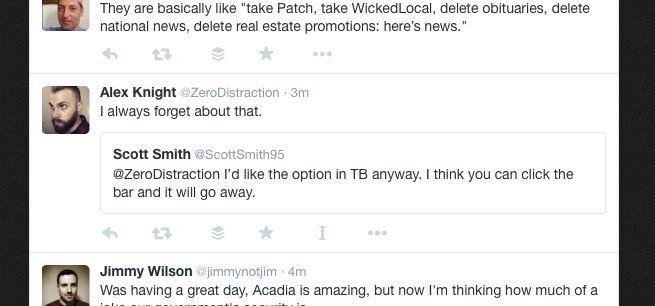 They are basically like "take Patch, take WickedLocal, delete obituaries, delete
national news, delete real estate promotions: here's news."
Alex Knight @ZeroDistraction · 3m
I always forget about that.
Scott Smith @ScottSmith95
@ZeroDistraction I'd like the option in TB anyway. I think you can click the
bar and it will go away.
Jimmy Wilson @jimmynotjim · 4m
Was having a great day, Acadia is amazing, but now I'm thinking how much of a